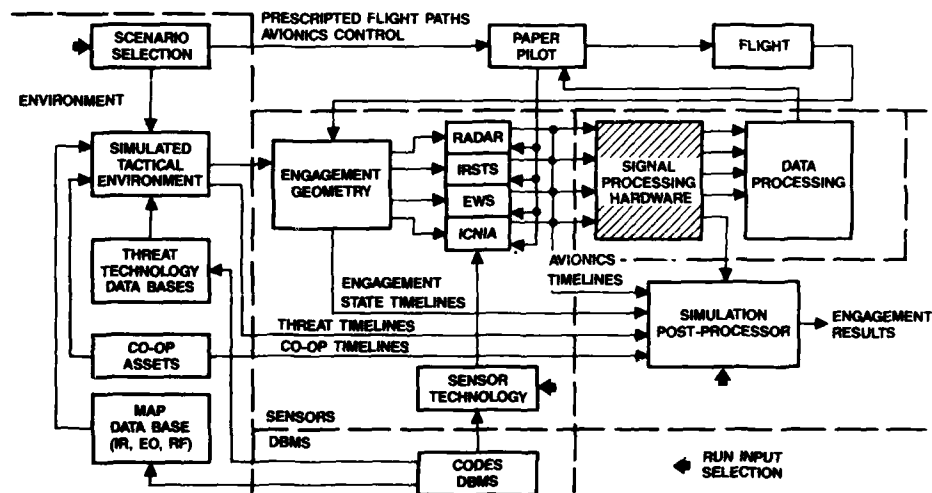 PRESCRIPTED FLIGHT PATHS
AVIONICS CONTROL
SCENARIO
SELECTION
PAPER
PILOT
FLIGHT
ENVIRONMENT
SIMULATED
TACTICAL
ENVIRONMENT
ENGAGEMENT
GEOMETRY
RADAR
IRSTS
EWS
ICNIA
SIGNAL
PROCESSING
HARDWARE
DATA
PROCESSING
THREAT
TECHNOLOGY
DATA BASES
ENGAGEMENT
STATE TIMELINES
AVIONICS
TIMELINES
SIMULATION
POST-PROCESSOR
ENGAGEMENT
RESULTS
THREAT TIMELINES
CO-OP
ASSETS
CO-OP TIMELINES
SENSOR
TECHNOLOGY
MAP
DATA BASE
(IR, EO, RF)
SENSORS
DBMS
CODES
DBMS
RUN INPUT
SELECTION